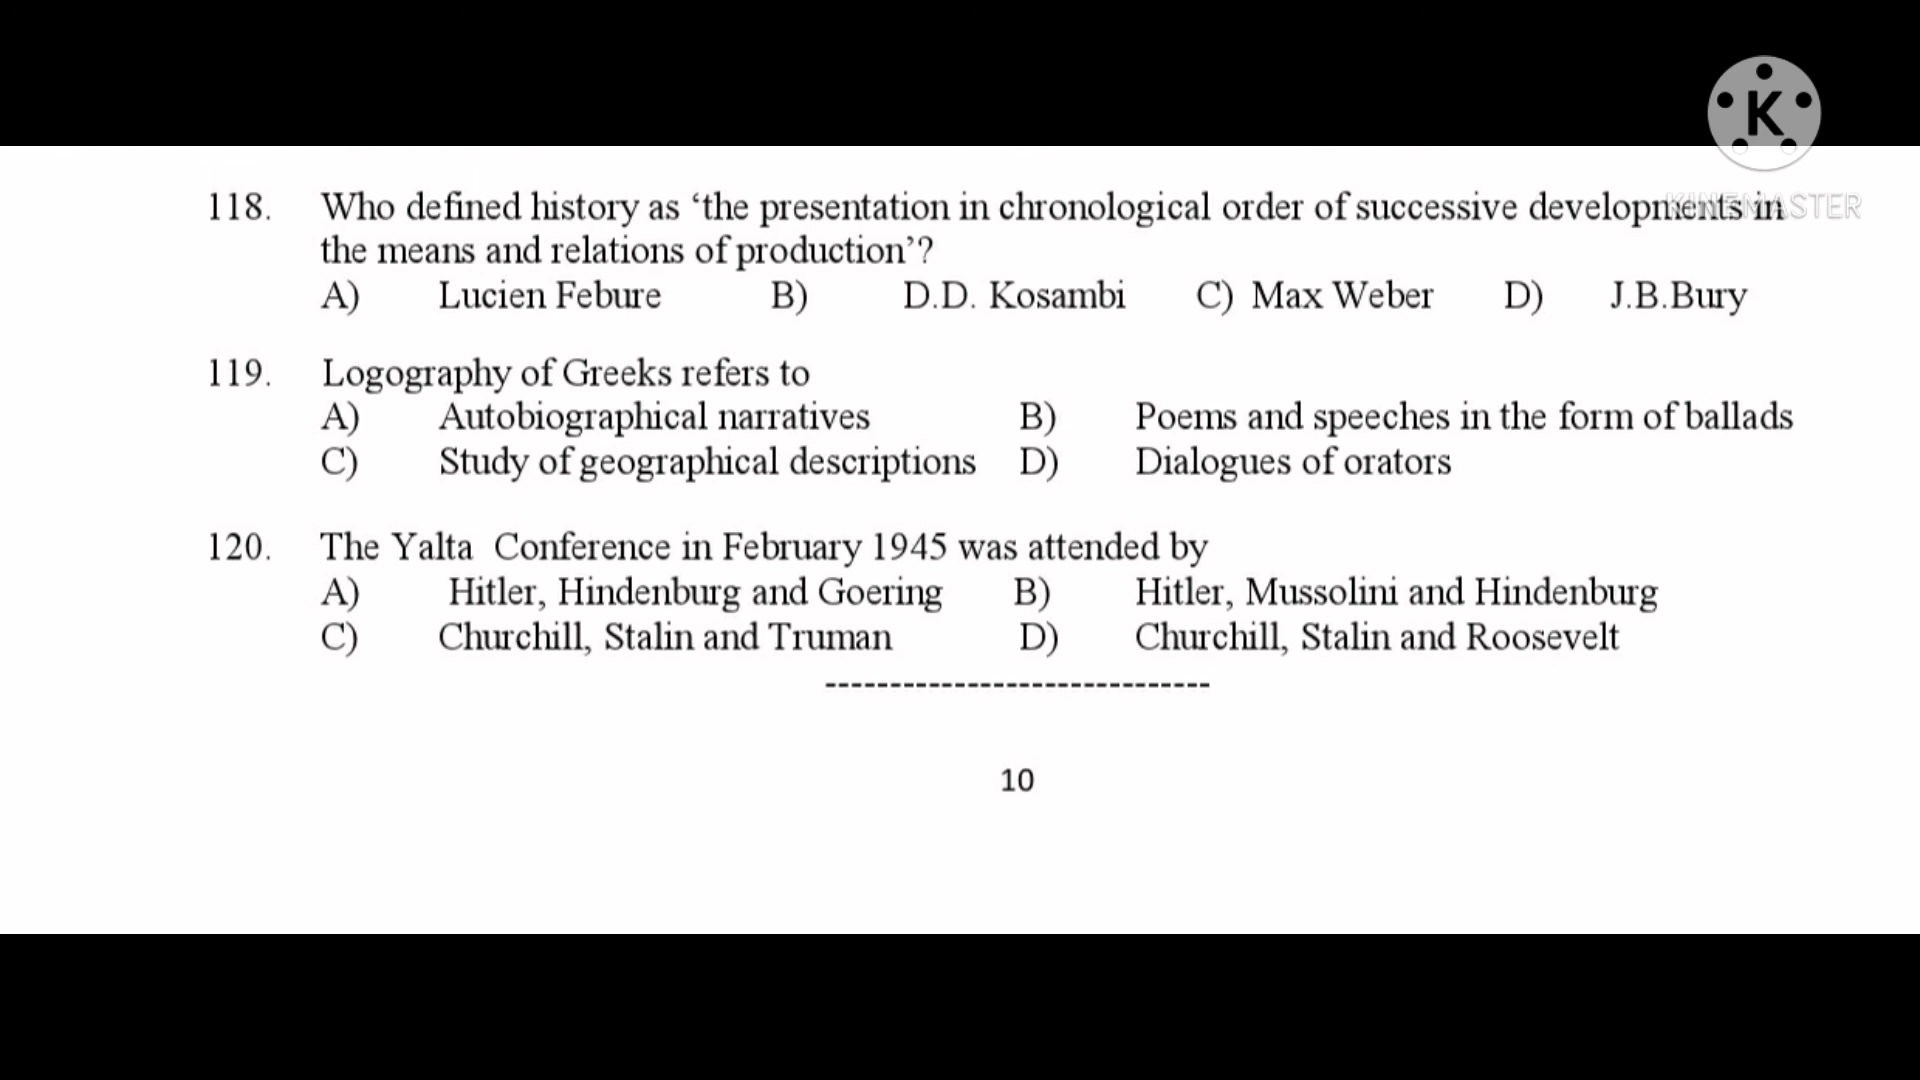 K
KINEMASTER
118. Who defined history as ‘the presentation in chronological order of successive developments in
the means and relations of production’?
A) Lucien Febure B) D.D. Kosambi C) Max Weber D) J.B.Bury
119. Logography of Greeks refers to
A) Autobiographical narratives B) Poems and speeches in the form of ballads
C) Study of geographical descriptions D) Dialogues of orators
120. The Yalta Conference in February 1945 was attended by
A) Hitler, Hindenburg and Goering B) Hitler, Mussolini and Hindenburg
C) Churchill, Stalin and Truman D) Churchill, Stalin and Roosevelt
------------------------------
10